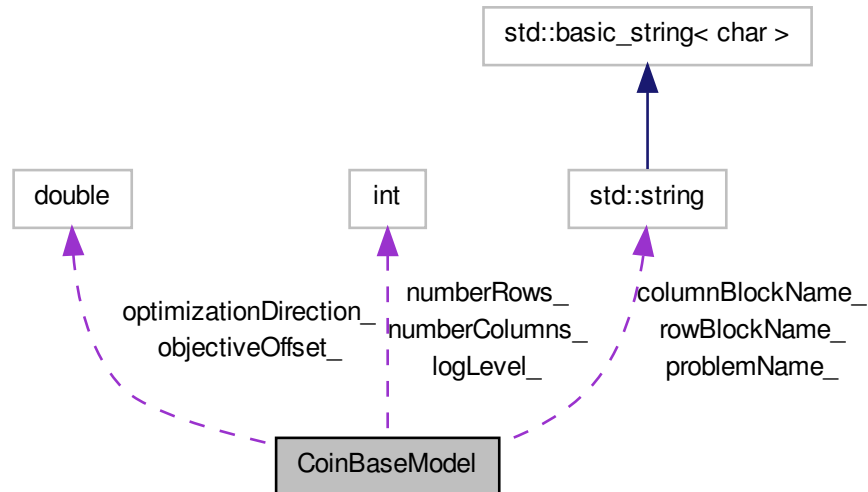 std::basic_string< char >
double
int
std::string
optimizationDirection_
objectiveOffset_
numberRows_
numberColumns_
logLevel_
columnBlockName_
rowBlockName_
problemName_
CoinBaseModel